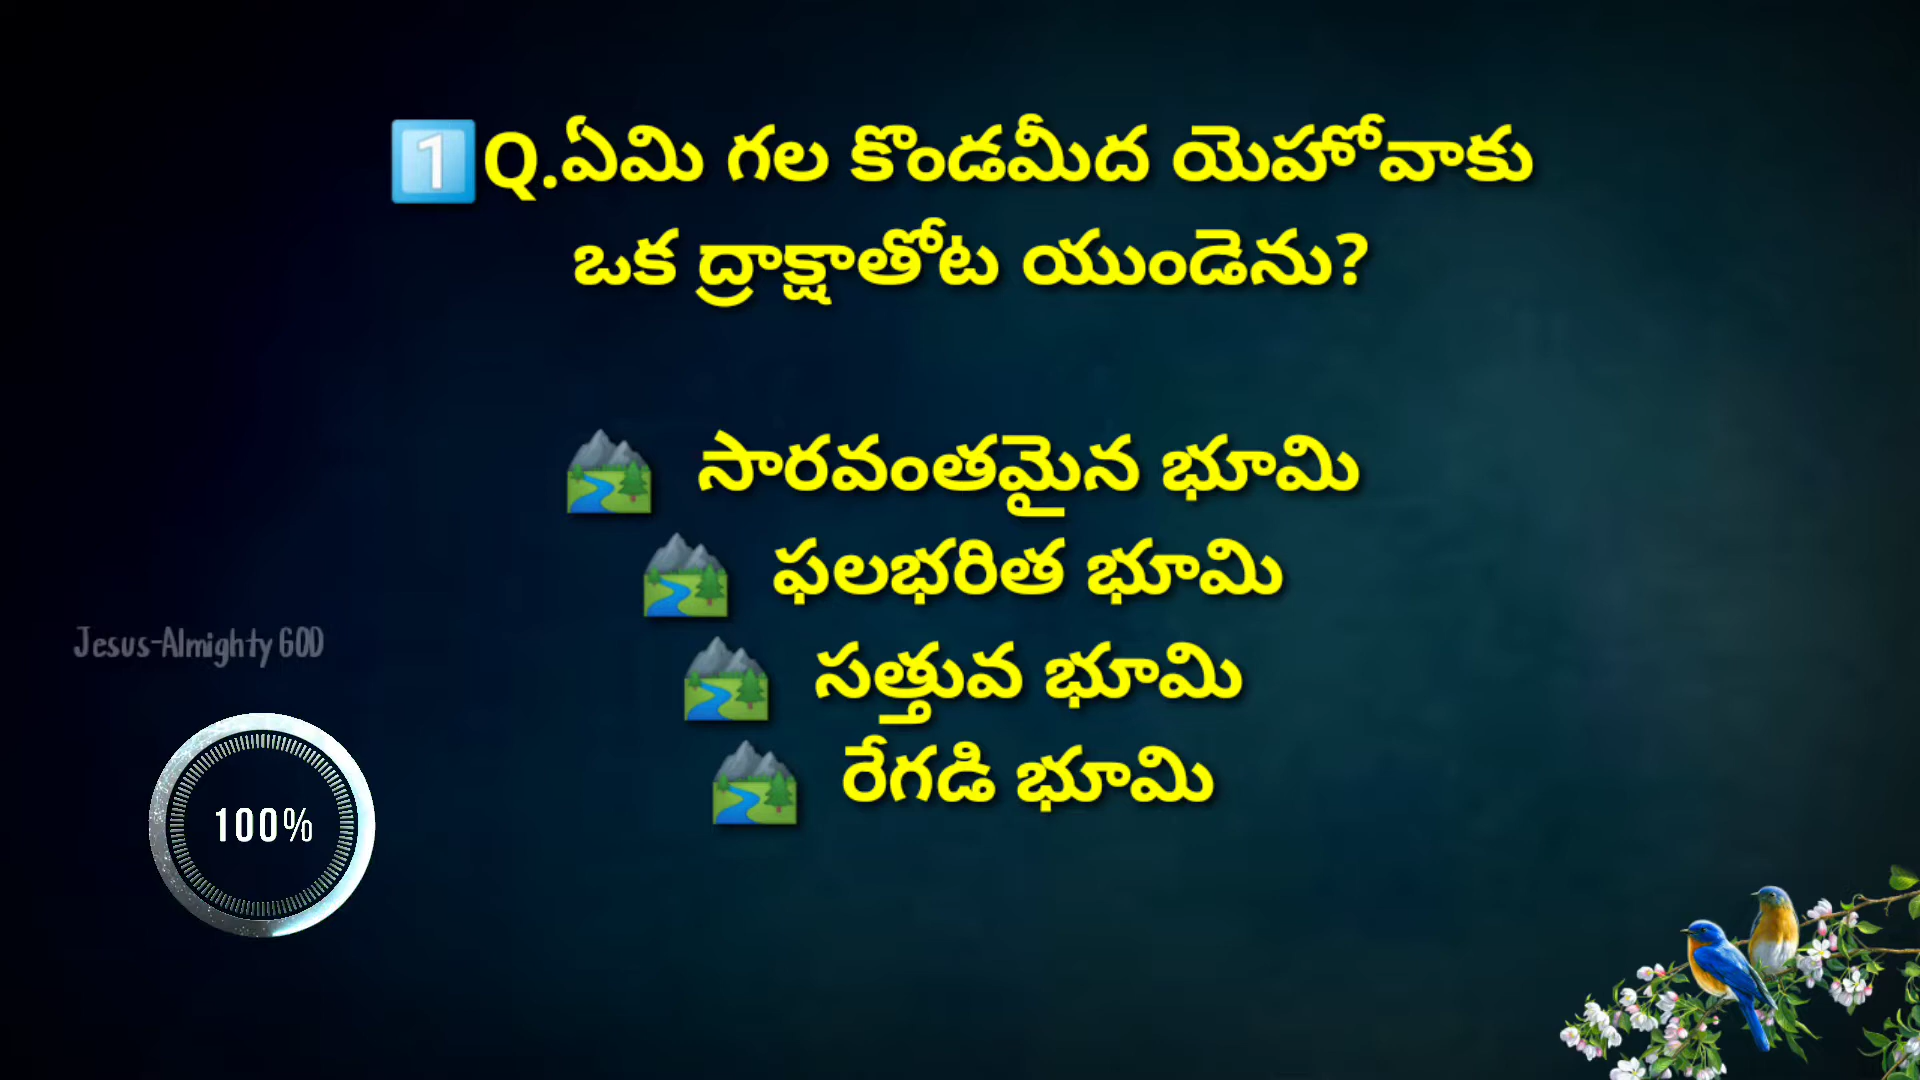 1️⃣Q.ఏమి గల కొండమీద యెహోవాకు
ఒక ద్రాక్షాతోట యుండెను?
సారవంతమైన భూమి
ఫలభరిత భూమి
సత్తువ భూమి
రేగడి భూమి
Jesus-Almighty GOD
100%